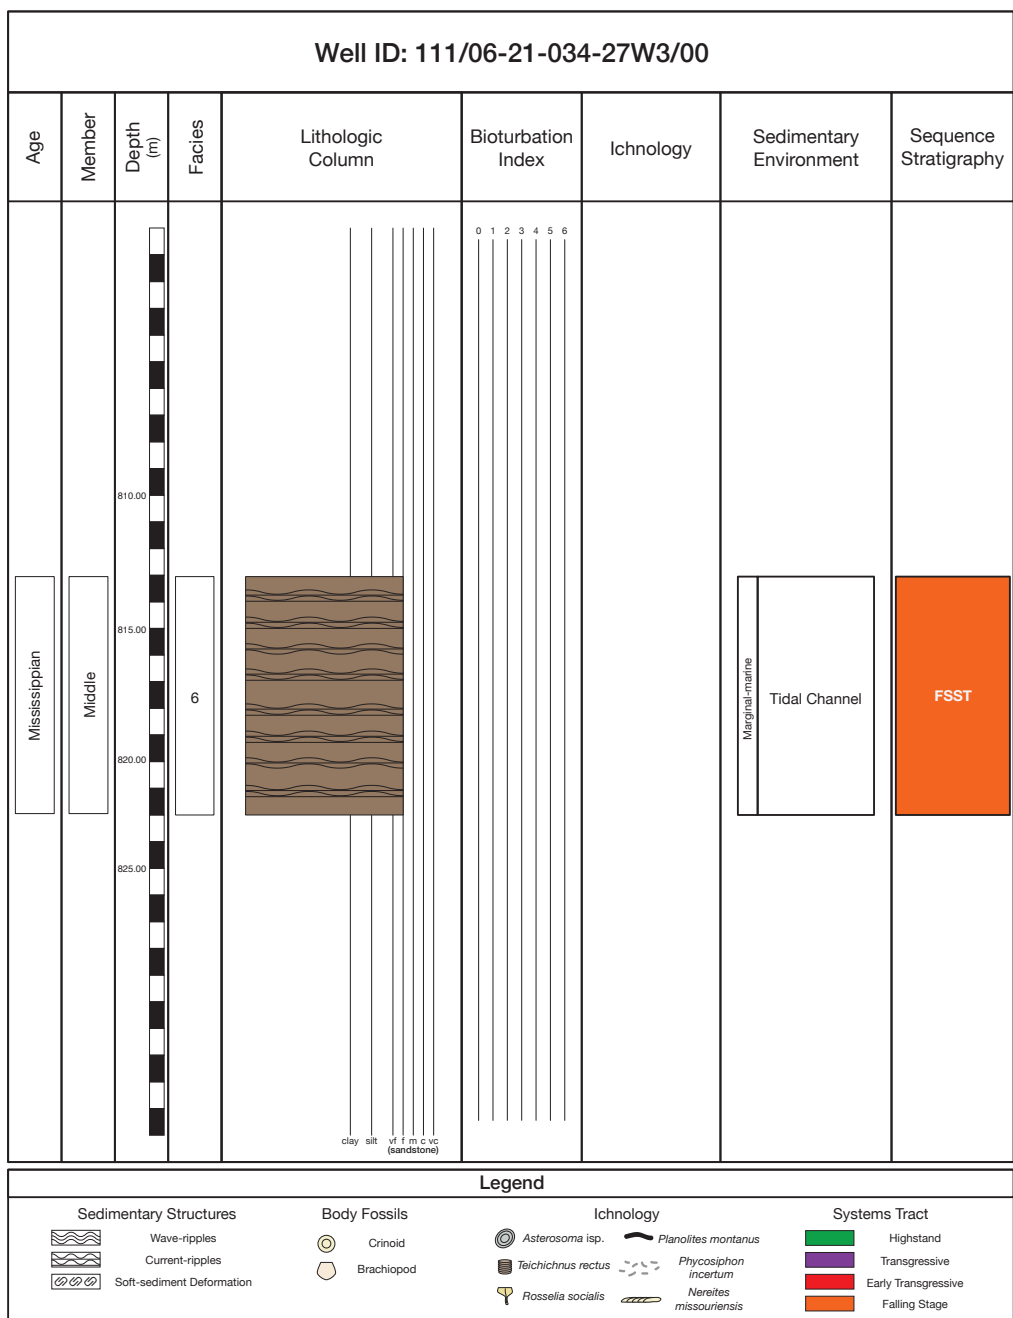 Well ID: 111/06-21-034-27W3/00
Age
Member
Depth
(m)
Facies
Lithologic
Column
Bioturbation
Index
Ichnology
Sedimentary
Environment
Sequence
Stratigraphy
0 1 2 3 4 5 6
810.00
815.00
820.00
825.00
Mississippian
Middle
6
Marginal-marine
Tidal Channel
FSST
clay silt vf f m c vc
(sandstone)
Legend
Sedimentary Structures
Wave-ripples
Current-ripples
Soft-sediment Deformation
Body Fossils
Crinoid
Brachiopod
Ichnology
Asterosoma isp.
Teichichnus rectus
Rosselia socialis
Planolites montanus
Phycosiphon
incertum
Nereites
missouriensis
Systems Tract
Highstand
Transgressive
Early Transgressive
Falling Stage